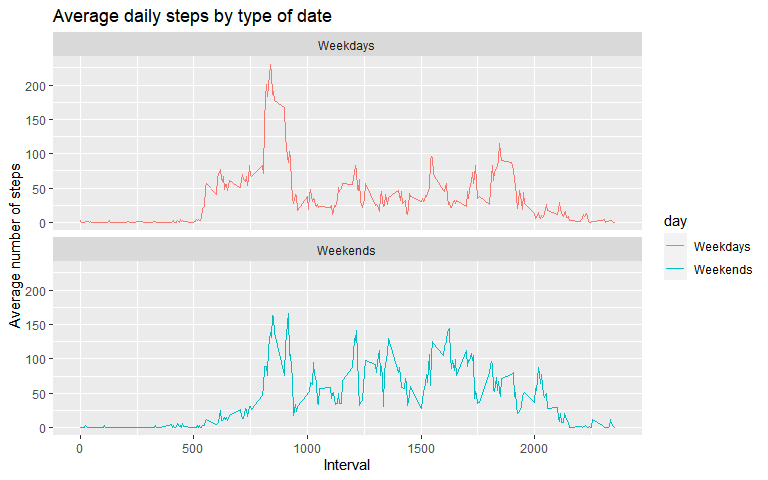 Average daily steps by type of date
Weekdays
200
150
100
50
0
Weekends
200
150
100
50
0
Average number of steps
0 500 1000 1500 2000
Interval
day
Weekdays
Weekends